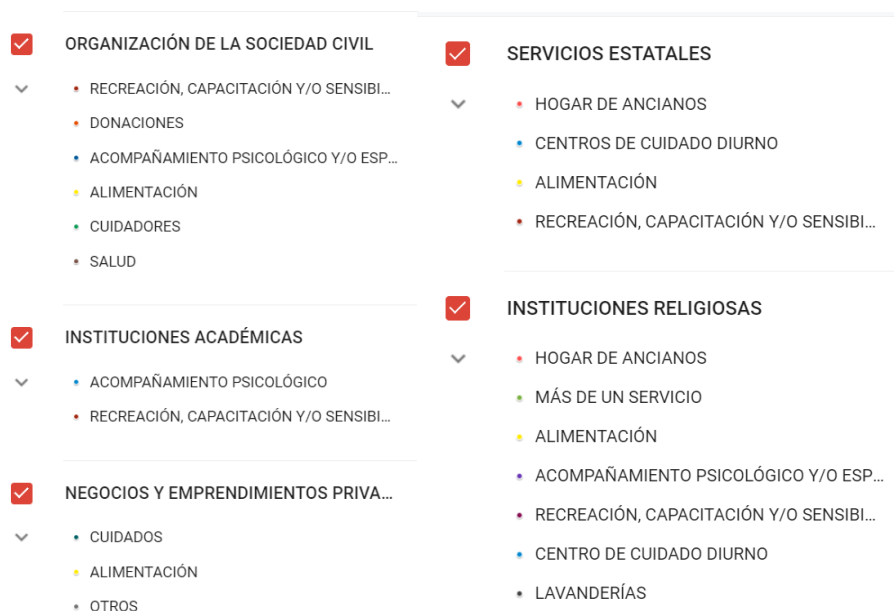 ORGANIZACIÓN DE LA SOCIEDAD CIVIL
RECREACIÓN, CAPACITACIÓN Y/O SENSIBI...
DONACIONES
ACOMPAÑAMIENTO PSICOLÓGICO Y/O ESP...
ALIMENTACIÓN
CUIDADORES
SALUD
INSTITUCIONES ACADÉMICAS
ACOMPAÑAMIENTO PSICOLÓGICO
RECREACIÓN, CAPACITACIÓN Y/O SENSIBI...
NEGOCIOS Y EMPRENDIMIENTOS PRIVA...
CUIDADOS
ALIMENTACIÓN
OTROS
SERVICIOS ESTATALES
HOGAR DE ANCIANOS
CENTROS DE CUIDADO DIURNO
ALIMENTACIÓN
RECREACIÓN, CAPACITACIÓN Y/O SENSIBI...
INSTITUCIONES RELIGIOSAS
HOGAR DE ANCIANOS
MÁS DE UN SERVICIO
ALIMENTACIÓN
ACOMPAÑAMIENTO PSICOLÓGICO Y/O ESP...
RECREACIÓN, CAPACITACIÓN Y/O SENSIBI...
CENTRO DE CUIDADO DIURNO
LAVANDERÍAS